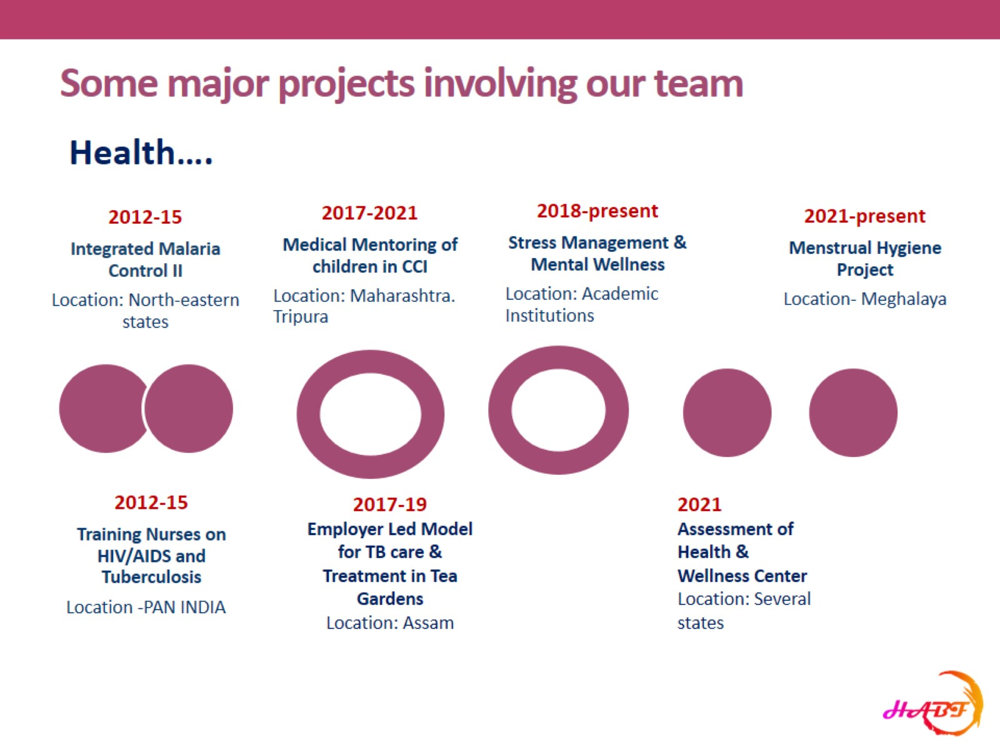 Some major projects involving our team
Health....
2012-15
Integrated Malaria
Control II
Location: North-eastern
states
2017-2021
Medical Mentoring of
children in CCI
Location: Maharashtra.
Tripura
2018-present
Stress Management &
Mental Wellness
Location: Academic
Institutions
2021-present
Menstrual Hygiene
Project
Location- Meghalaya
2012-15
Training Nurses on
HIV/AIDS and
Tuberculosis
Location -PAN INDIA
2017-19
Employer Led Model
for TB care &
Treatment in Tea
Gardens
Location: Assam
2021
Assessment of
Health &
Wellness Center
Location: Several
states
HABF